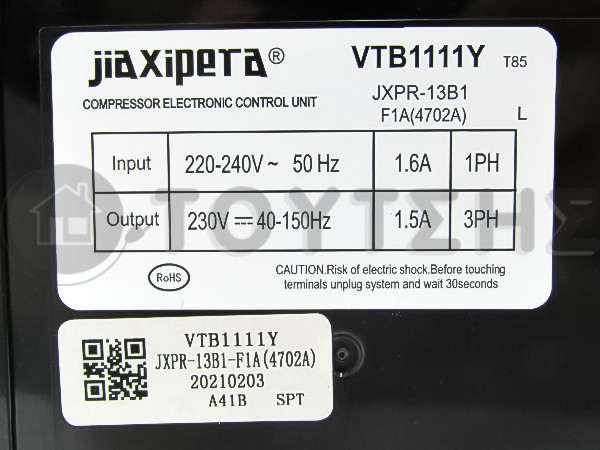 jiaxipera® VTB1111Y T85
COMPRESSOR ELECTRONIC CONTROL UNIT JXPR-13B1
F1A(4702A) L
Input 220-240V~ 50 Hz 1.6A 1PH
Output 230V ⎓ 40-150Hz 1.5A 3PH
ΤΟΥΤΣΗΣ
RoHS
CAUTION.Risk of electric shock.Before touching
terminals unplug system and wait 30seconds
VTB1111Y
JXPR-13B1-F1A(4702A)
20210203
A41B SPT